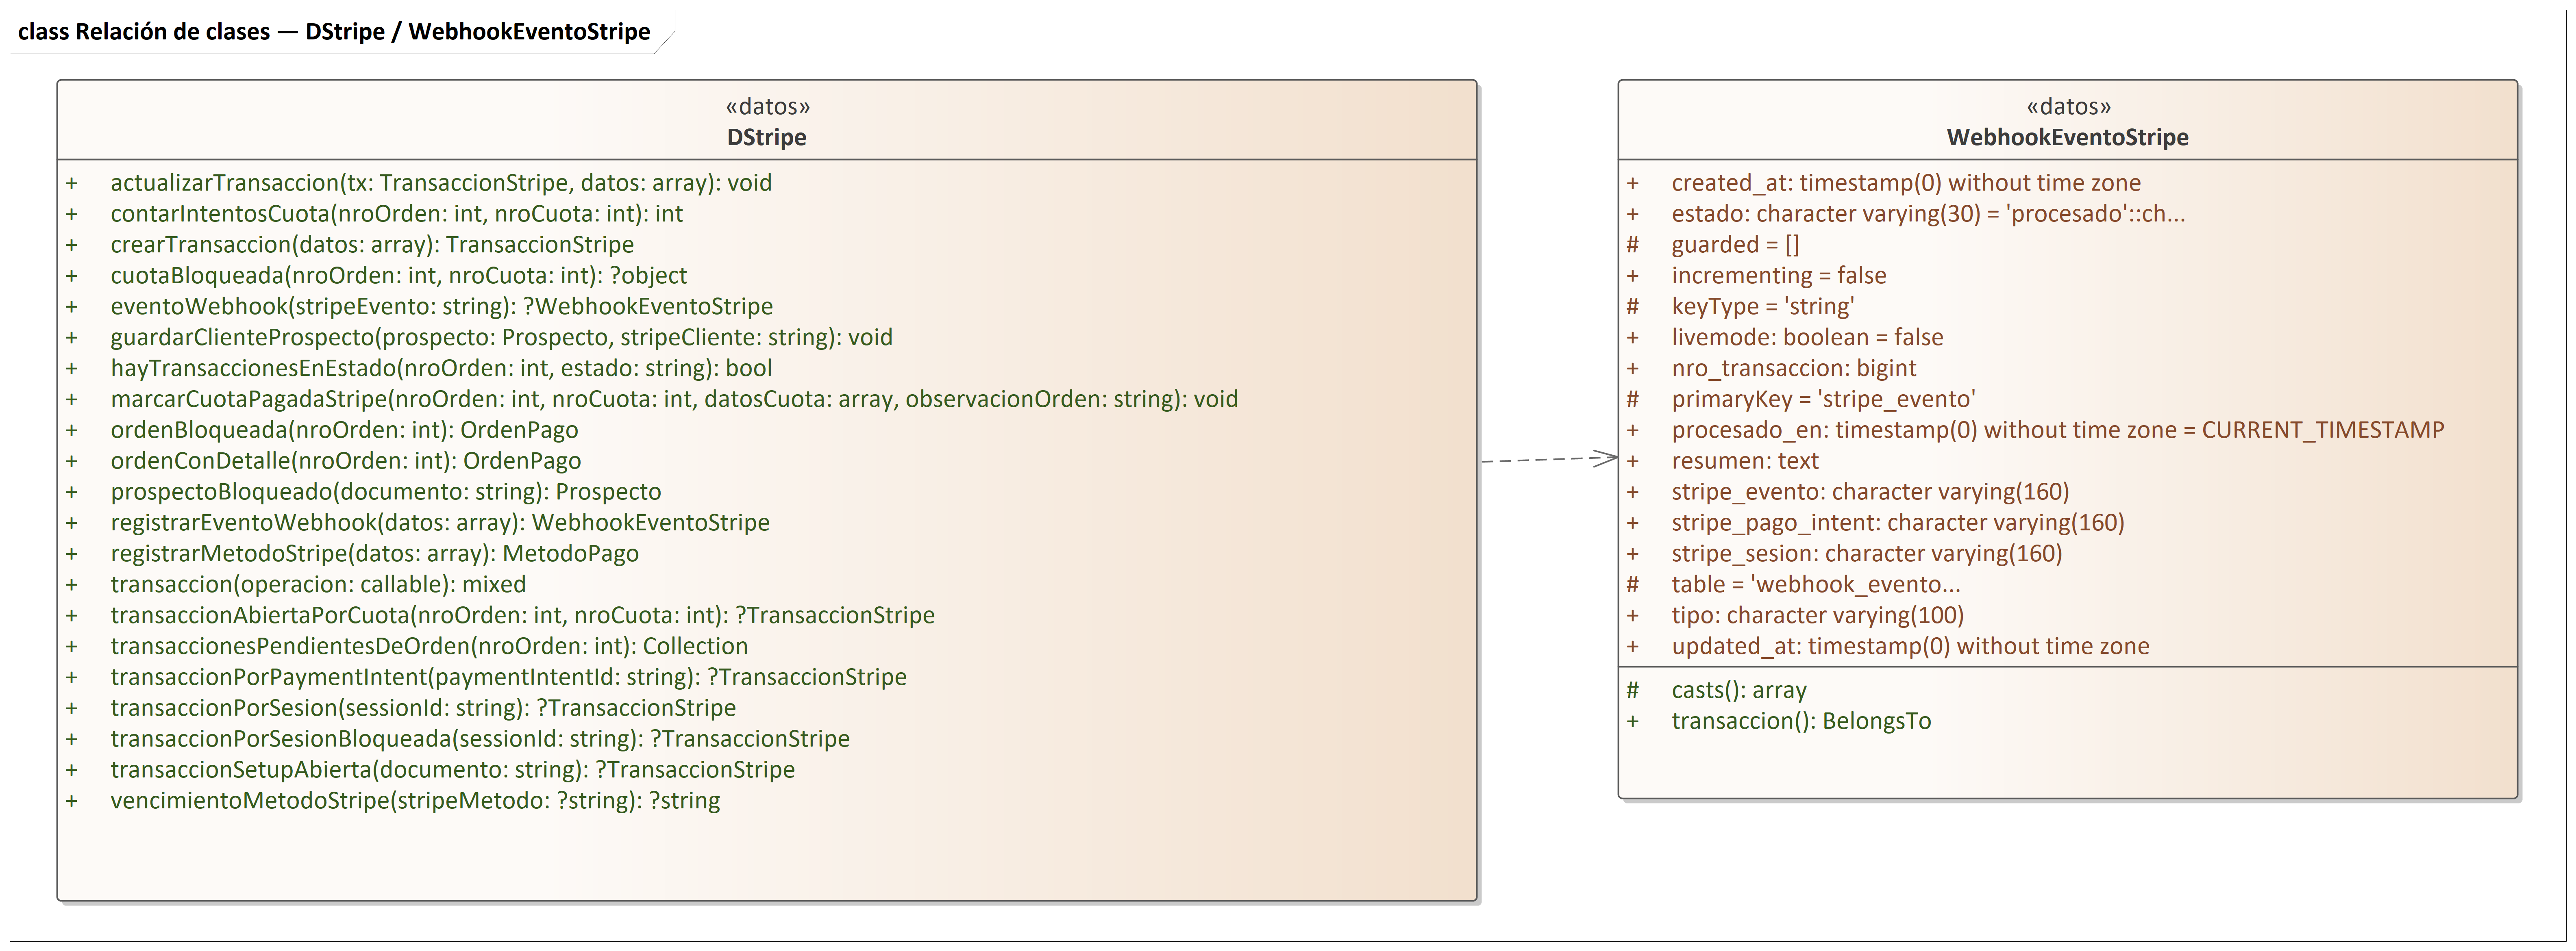 class Relación de clases — DStripe / WebhookEventoStripe
«datos»
DStripe
+ actualizarTransaccion(tx: TransaccionStripe, datos: array): void
+ contarIntentosCuota(nroOrden: int, nroCuota: int): int
+ crearTransaccion(datos: array): TransaccionStripe
+ cuotaBloqueada(nroOrden: int, nroCuota: int): ?object
+ eventoWebhook(stripeEvento: string): ?WebhookEventoStripe
+ guardarClienteProspecto(prospecto: Prospecto, stripeCliente: string): void
+ hayTransaccionesEnEstado(nroOrden: int, estado: string): bool
+ marcarCuotaPagadaStripe(nroOrden: int, nroCuota: int, datosCuota: array, observacionOrden: string): void
+ ordenBloqueada(nroOrden: int): OrdenPago
+ ordenConDetalle(nroOrden: int): OrdenPago
+ prospectoBloqueado(documento: string): Prospecto
+ registrarEventoWebhook(datos: array): WebhookEventoStripe
+ registrarMetodoStripe(datos: array): MetodoPago
+ transaccion(operacion: callable): mixed
+ transaccionAbiertaPorCuota(nroOrden: int, nroCuota: int): ?TransaccionStripe
+ transaccionesPendientesDeOrden(nroOrden: int): Collection
+ transaccionPorPaymentIntent(paymentIntentId: string): ?TransaccionStripe
+ transaccionPorSesion(sessionId: string): ?TransaccionStripe
+ transaccionPorSesionBloqueada(sessionId: string): ?TransaccionStripe
+ transaccionSetupAbierta(documento: string): ?TransaccionStripe
+ vencimientoMetodoStripe(stripeMetodo: ?string): ?string
«datos»
WebhookEventoStripe
+ created_at: timestamp(0) without time zone
+ estado: character varying(30) = 'procesado'::ch...
# guarded = []
+ incrementing = false
# keyType = 'string'
+ livemode: boolean = false
+ nro_transaccion: bigint
# primaryKey = 'stripe_evento'
+ procesado_en: timestamp(0) without time zone = CURRENT_TIMESTAMP
+ resumen: text
+ stripe_evento: character varying(160)
+ stripe_pago_intent: character varying(160)
+ stripe_sesion: character varying(160)
# table = 'webhook_evento...
+ tipo: character varying(100)
+ updated_at: timestamp(0) without time zone
# casts(): array
+ transaccion(): BelongsTo